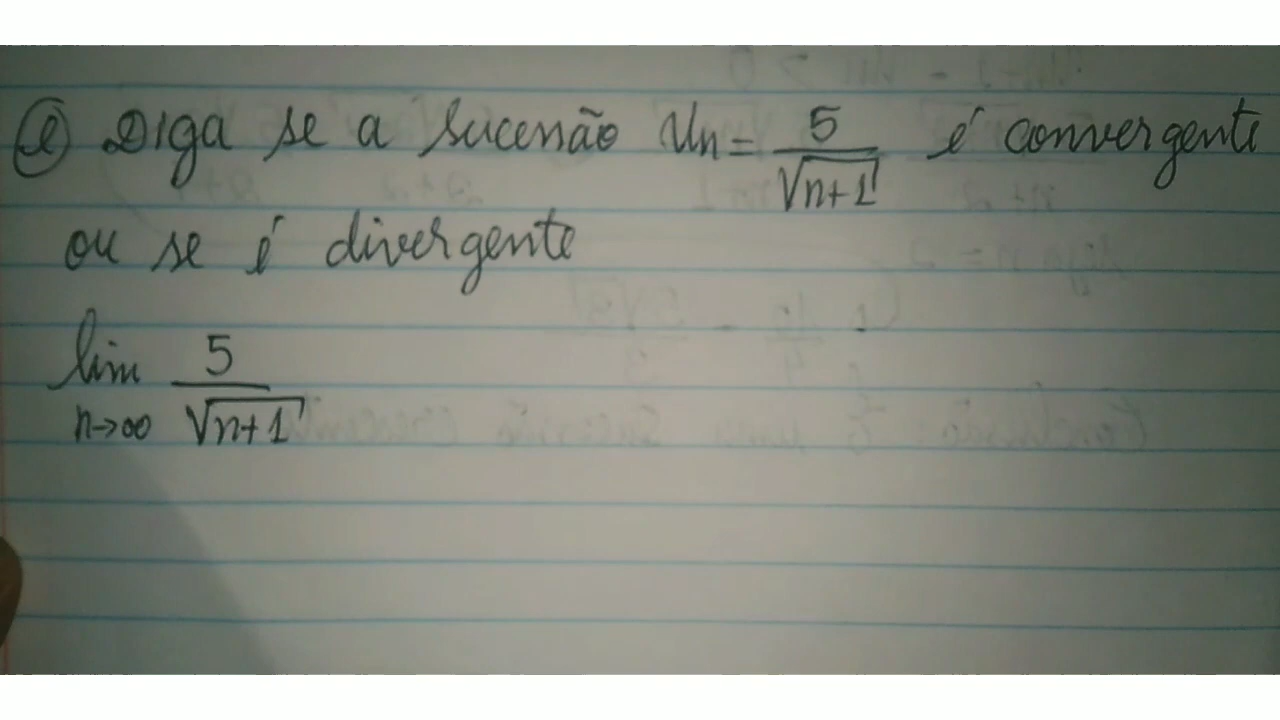 e) Diga se a sucessão Un = 5/√(n+1) é convergente
ou se é divergente
lim n→∞ 5/√(n+1)